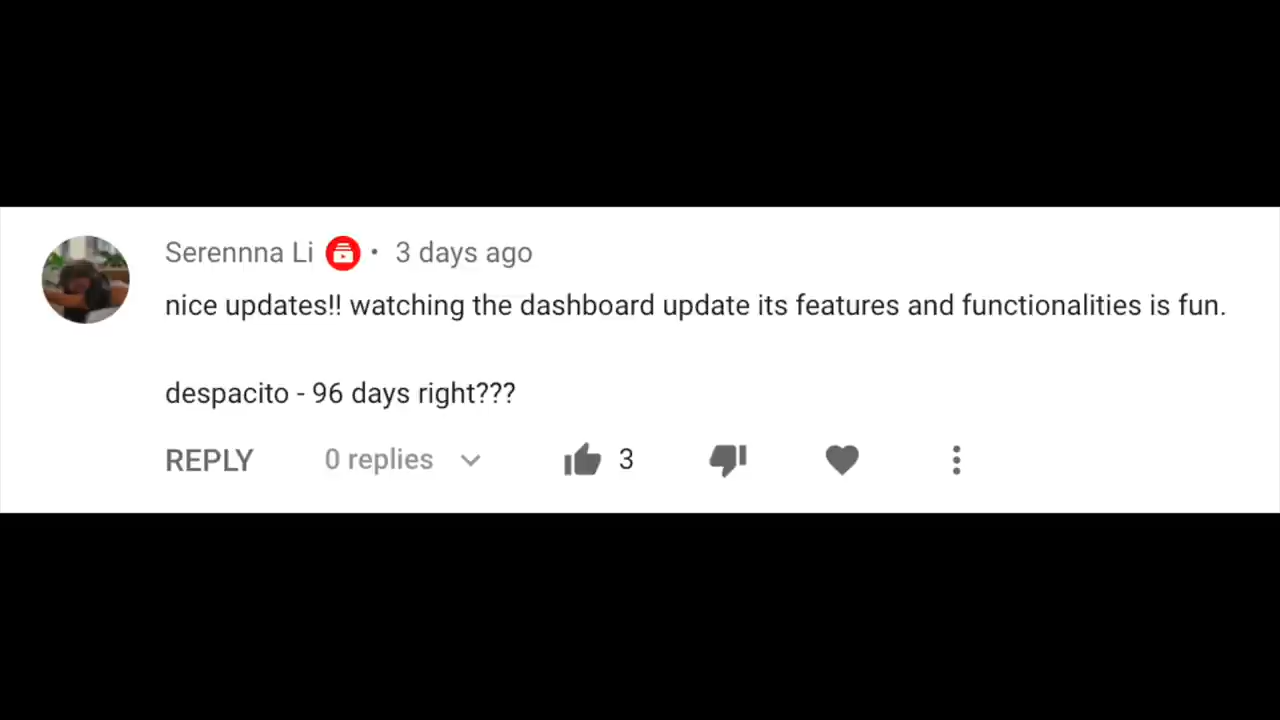 Serennna Li • 3 days ago
nice updates!! watching the dashboard update its features and functionalities is fun.
despacito - 96 days right???
REPLY 0 replies 3